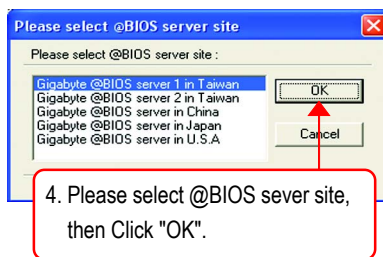 Please select @BIOS server site
Please select @BIOS server site :
Gigabyte @BIOS server 1 in Taiwan
Gigabyte @BIOS server 2 in Taiwan
Gigabyte @BIOS server in China
Gigabyte @BIOS server in Japan
Gigabyte @BIOS server in U.S.A
OK
Cancel
4. Please select @BIOS sever site,
then Click "OK".